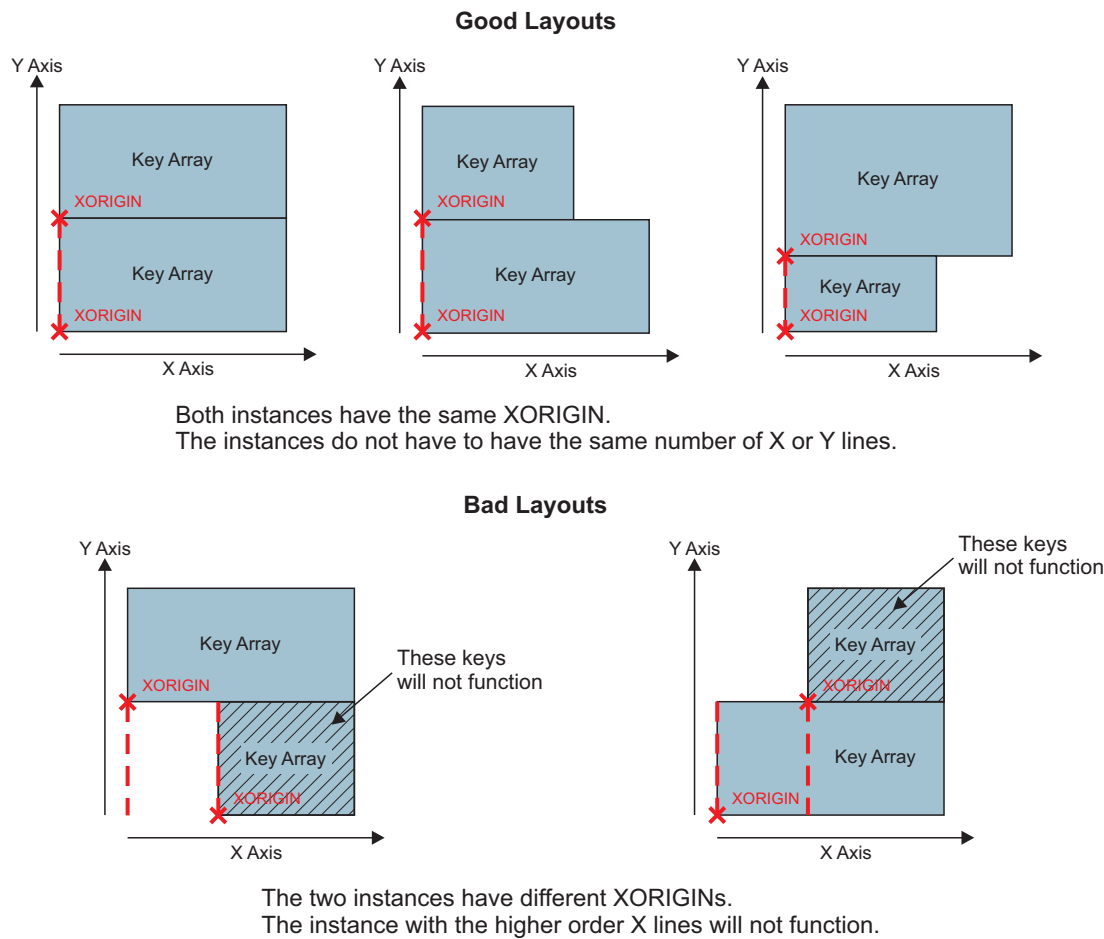 Good Layouts
Y Axis
Key Array
XORIGIN
Key Array
XORIGIN
X Axis
Y Axis
Key Array
XORIGIN
Key Array
XORIGIN
X Axis
Y Axis
Key Array
XORIGIN
Key Array
XORIGIN
X Axis
Both instances have the same XORIGIN.
The instances do not have to have the same number of X or Y lines.
Bad Layouts
Y Axis
Key Array
XORIGIN
These keys
will not function
Key Array
XORIGIN
X Axis
Y Axis
These keys
will not function
Key Array
XORIGIN
Key Array
XORIGIN
X Axis
The two instances have different XORIGINs.
The instance with the higher order X lines will not function.